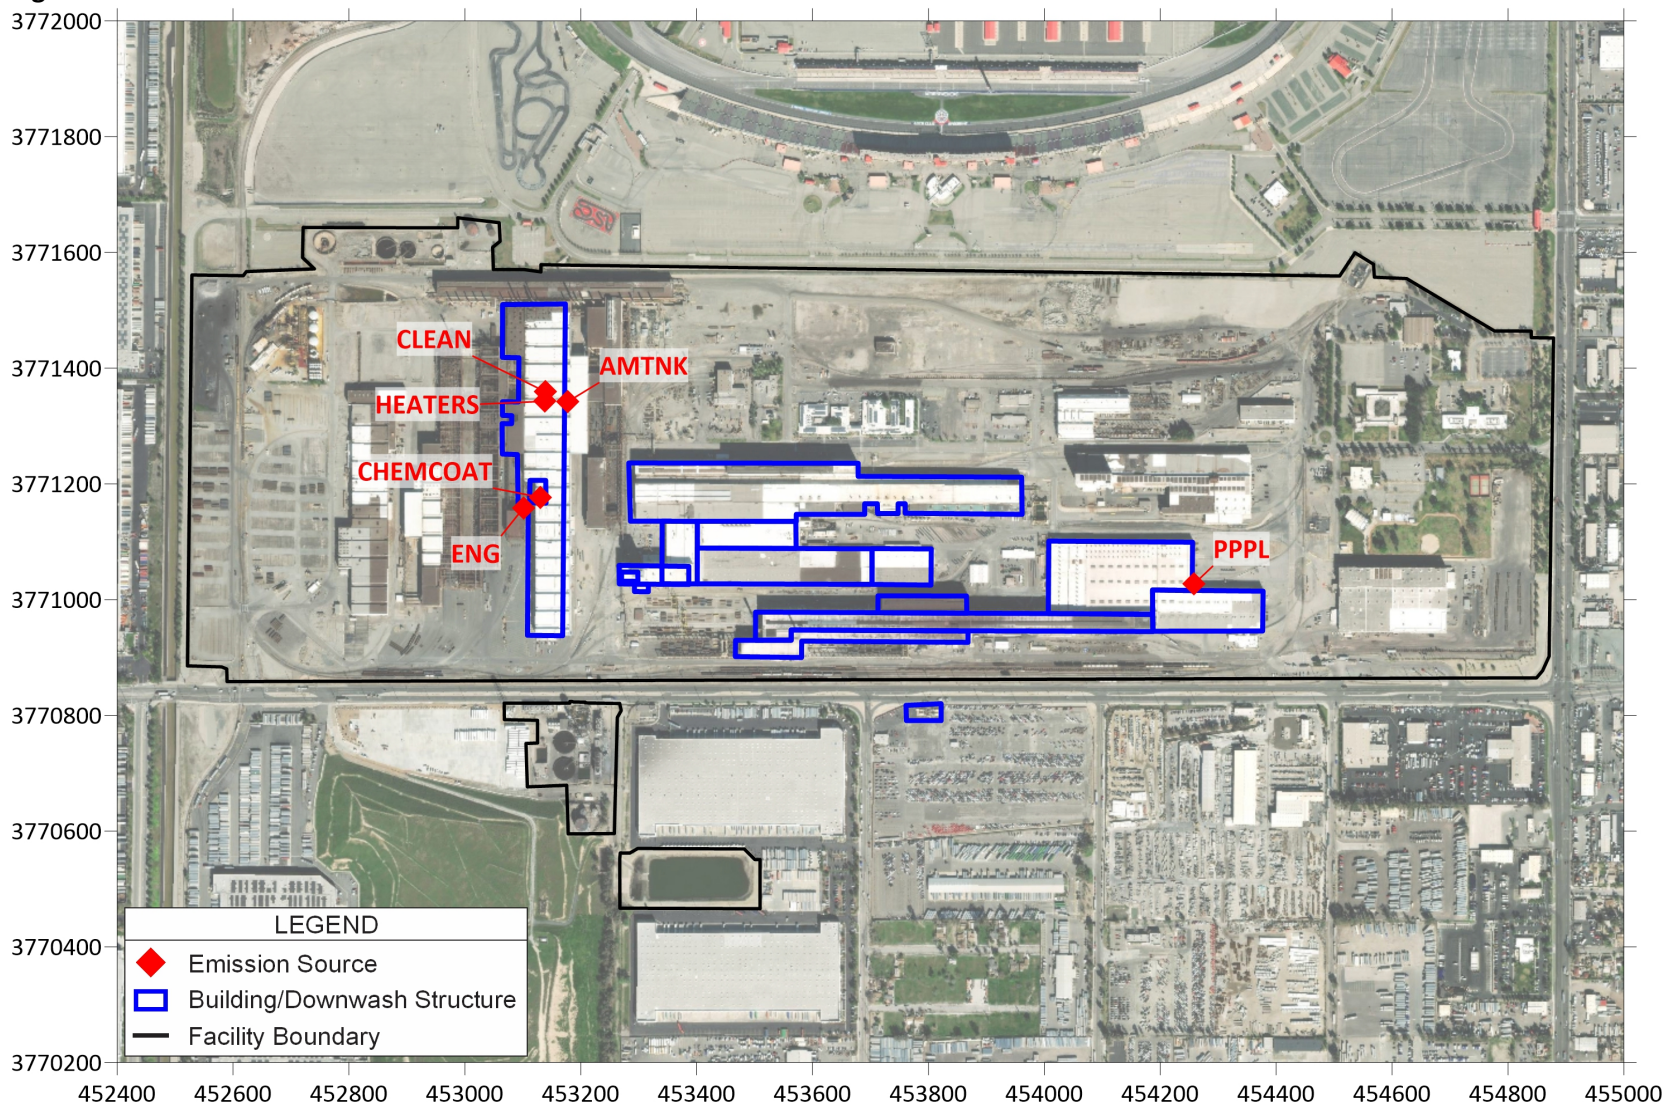 3772000
3771800
3771600
3771400
3771200
3771000
3770800
3770600
3770400
3770200
CLEAN
AMTNK
HEATERS
CHEMCOAT
ENG
PPPL
LEGEND
Emission Source
Building/Downwash Structure
Facility Boundary
452400 452600 452800 453000 453200 453400 453600 453800 454000 454200 454400 454600 454800 455000